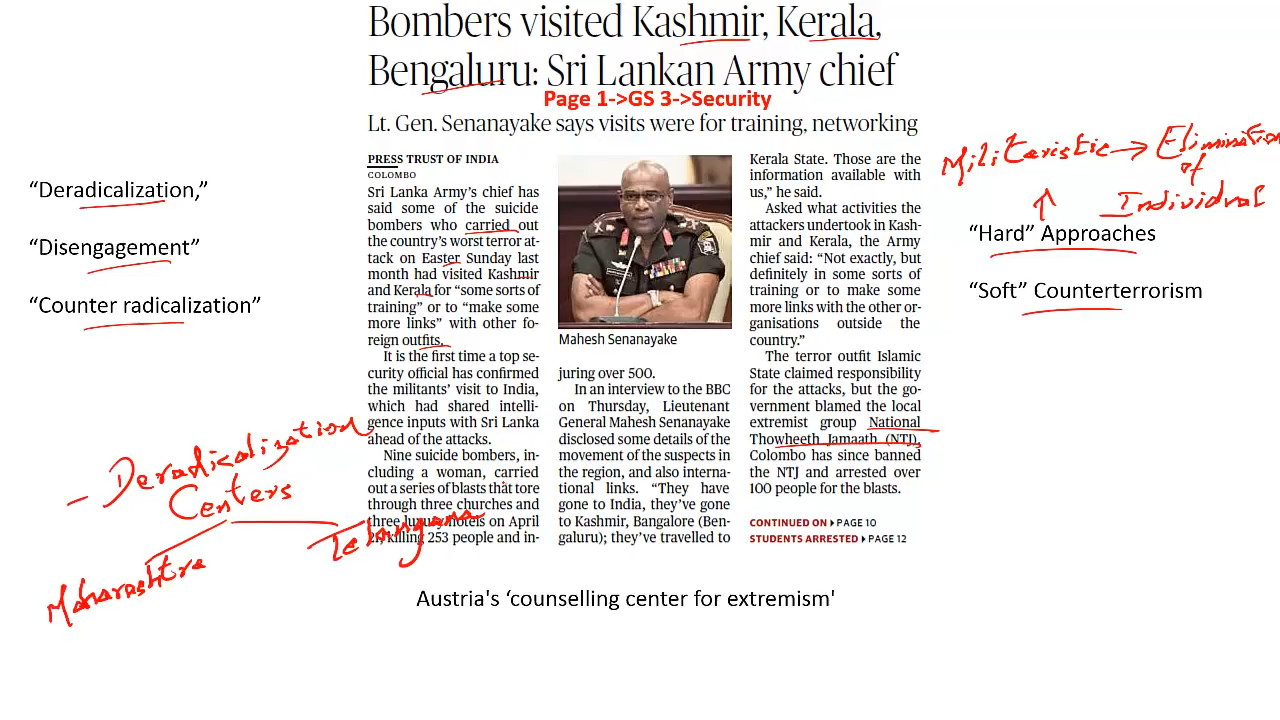 Bombers visited Kashmir, Kerala,
Bengaluru: Sri Lankan Army chief
Page 1->GS 3->Security
Lt. Gen. Senanayake says visits were for training, networking
PRESS TRUST OF INDIA
COLOMBO
Sri Lanka Army’s chief has
said some of the suicide
bombers who carried out
the country’s worst terror at-
tack on Easter Sunday last
month had visited Kashmir
and Kerala for “some sorts of
training” or to “make some
more links” with other fo-
reign outfits.
It is the first time a top se-
curity official has confirmed
the militants’ visit to India,
which had shared intelli-
gence inputs with Sri Lanka
ahead of the attacks.
Nine suicide bombers, in-
cluding a woman, carried
out a series of blasts that tore
through three churches and
three luxury hotels on April
21, killing 253 people and in-
Mahesh Senanayake
juring over 500.
In an interview to the BBC
on Thursday, Lieutenant
General Mahesh Senanayake
disclosed some details of the
movement of the suspects in
the region, and also interna-
tional links. “They have
gone to India, they’ve gone
to Kashmir, Bangalore (Ben-
galuru); they’ve travelled to
Kerala State. Those are the
information available with
us,” he said.
Asked what activities the
attackers undertook in Kash-
mir and Kerala, the Army
chief said: “Not exactly, but
definitely in some sorts of
training or to make some
more links with the other or-
ganisations outside the
country.”
The terror outfit Islamic
State claimed responsibility
for the attacks, but the go-
vernment blamed the local
extremist group National
Thowheeth Jamaath (NTJ).
Colombo has since banned
the NTJ and arrested over
100 people for the blasts.
CONTINUED ON PAGE 10
STUDENTS ARRESTED PAGE 12
“Deradicalization,”
“Disengagement”
“Counter radicalization”
- Deradicalization
Centers
Maharashtra
Telangana
Militaristic → Elimination
of
Individual
“Hard” Approaches
“Soft” Counterterrorism
Austria's ‘counselling center for extremism'